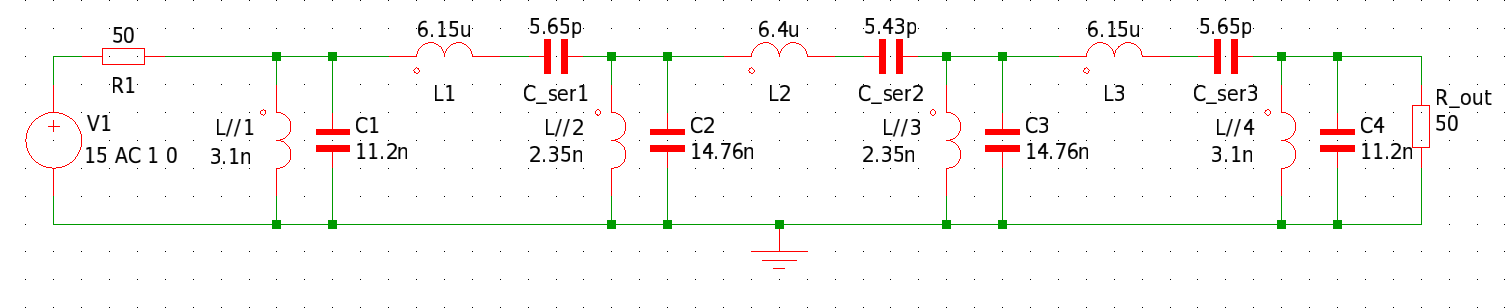 50
R1
V1
15 AC 1 0
L//1
3.1n
C1
11.2n
6.15u
L1
5.65p
C_ser1
L//2
2.35n
C2
14.76n
6.4u
L2
5.43p
C_ser2
L//3
2.35n
C3
14.76n
6.15u
L3
5.65p
C_ser3
L//4
3.1n
C4
11.2n
R_out
50